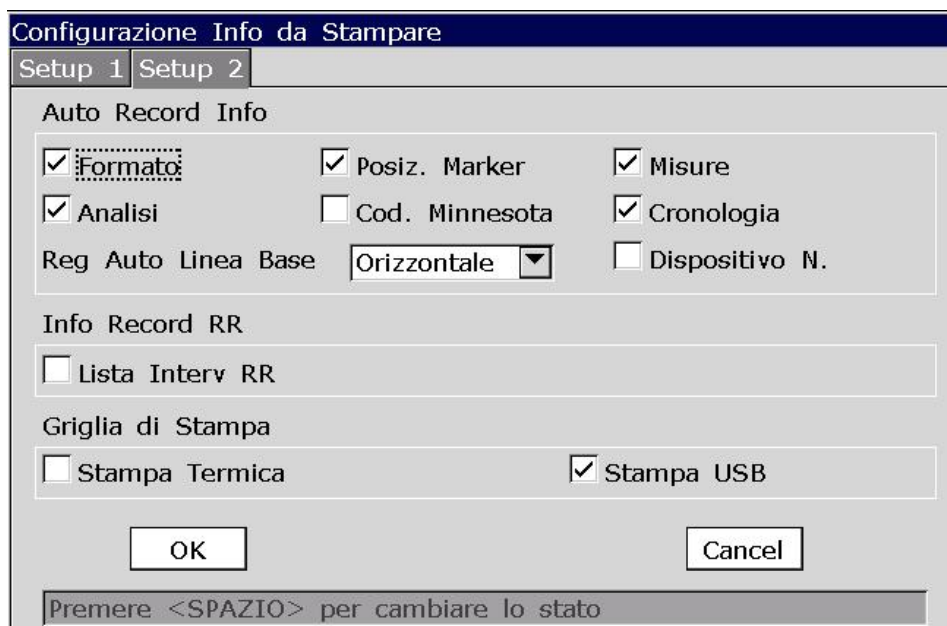 Configurazione Info da Stampare
Setup 1 Setup 2
Auto Record Info
Formato Posiz. Marker Misure
Analisi Cod. Minnesota Cronologia
Reg Auto Linea Base Orizzontale Dispositivo N.
Info Record RR
Lista Interv RR
Griglia di Stampa
Stampa Termica Stampa USB
OK Cancel
Premere <SPAZIO> per cambiare lo stato